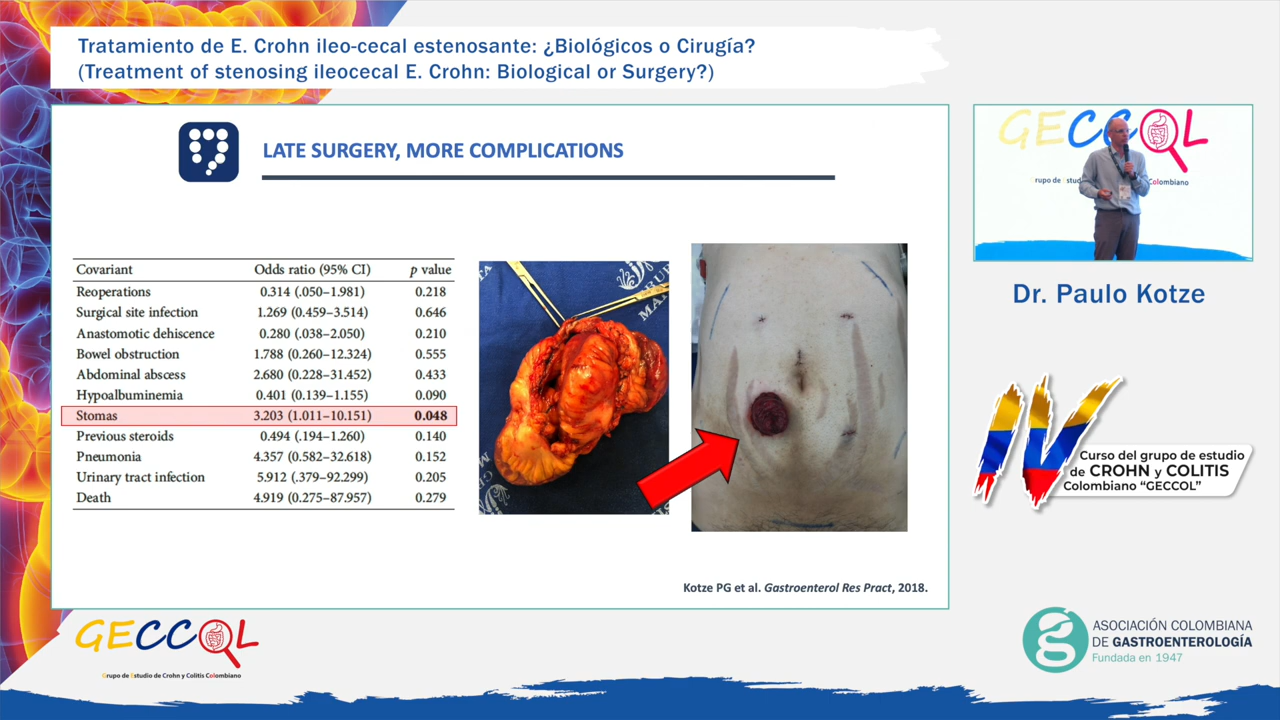 Tratamiento de E. Crohn ileo-cecal estenosante: ¿Biológicos o Cirugía?
(Treatment of stenosing ileocecal E. Crohn: Biological or Surgery?)
LATE SURGERY, MORE COMPLICATIONS
Covariant Odds ratio (95% CI) p value
Reoperations 0.314 (.050–1.981) 0.218
Surgical site infection 1.269 (0.459–3.514) 0.646
Anastomotic dehiscence 0.280 (.038–2.050) 0.210
Bowel obstruction 1.788 (0.260–12.324) 0.555
Abdominal abscess 2.680 (0.228–31.452) 0.433
Hypoalbuminemia 0.401 (0.139–1.155) 0.090
Stomas 3.203 (1.011–10.151) 0.048
Previous steroids 0.494 (.194–1.260) 0.140
Pneumonia 4.357 (0.582–32.618) 0.152
Urinary tract infection 5.912 (.379–92.299) 0.205
Death 4.919 (0.275–87.957) 0.279
Kotze PG et al. Gastroenterol Res Pract, 2018.
GECCOL
Dr. Paulo Kotze
IV
Curso del grupo de estudio
de CROHN y COLITIS
Colombiano “GECCOL”
GECCOL
Grupo de Estudio de Crohn y Colitis Colombiano
ASOCIACIÓN COLOMBIANA
DE GASTROENTEROLOGÍA
Fundada en 1947